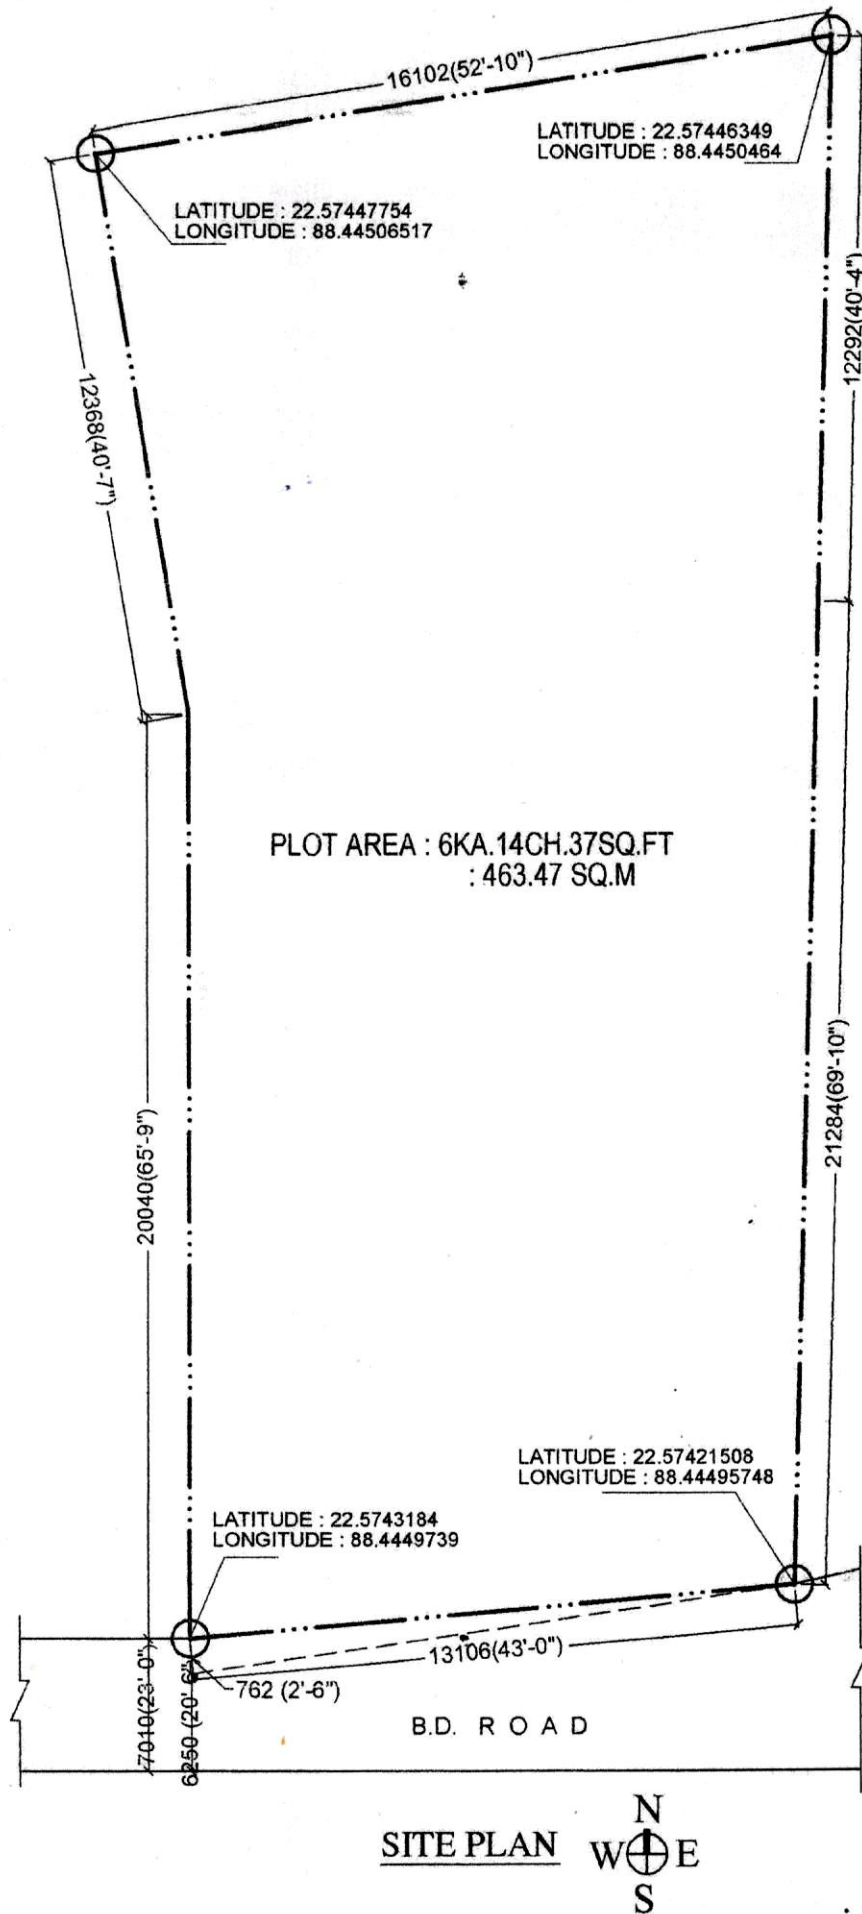 16102(52'-10")
LATITUDE : 22.57446349
LONGITUDE : 88.4450464
LATITUDE : 22.57447754
LONGITUDE : 88.44506517
12292(40'-4")
12368(40'-7")
PLOT AREA : 6KA.14CH.37SQ.FT
: 463.47 SQ.M
21284(69'-10")
20040(65'-9")
LATITUDE : 22.57421508
LONGITUDE : 88.44495748
LATITUDE : 22.5743184
LONGITUDE : 88.4449739
13106(43'-0")
762 (2'-6")
7010(23'-0")
6250 (20'-6")
B.D. ROAD
SITE PLAN
N
W E
S